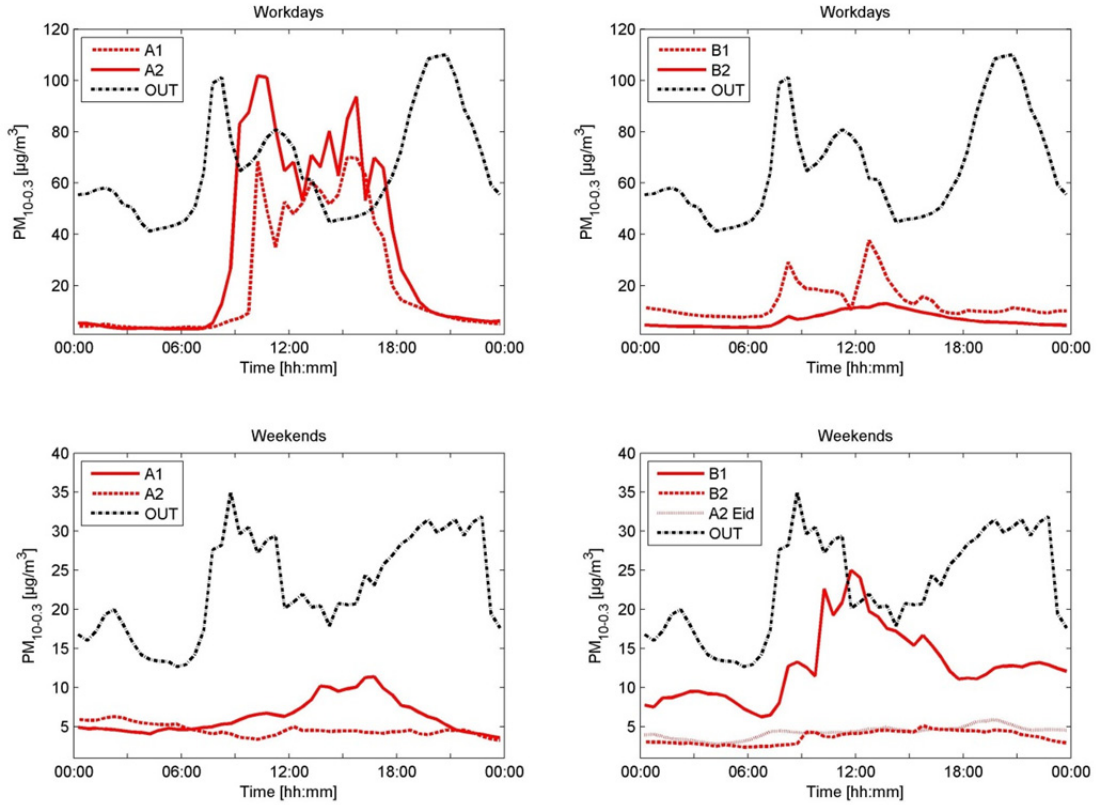 Workdays
120
100
80
60
40
20
PM10-0.3 [µg/m³]
A1
A2
OUT
00:00 06:00 12:00 18:00 00:00
Time [hh:mm]
Workdays
120
100
80
60
40
20
PM10-0.3 [µg/m³]
B1
B2
OUT
00:00 06:00 12:00 18:00 00:00
Time [hh:mm]
Weekends
40
35
30
25
20
15
10
5
PM10-0.3 [µg/m³]
A1
A2
OUT
00:00 06:00 12:00 18:00 00:00
Time [hh:mm]
Weekends
40
35
30
25
20
15
10
5
PM10-0.3 [µg/m³]
B1
B2
A2 Eid
OUT
00:00 06:00 12:00 18:00 00:00
Time [hh:mm]